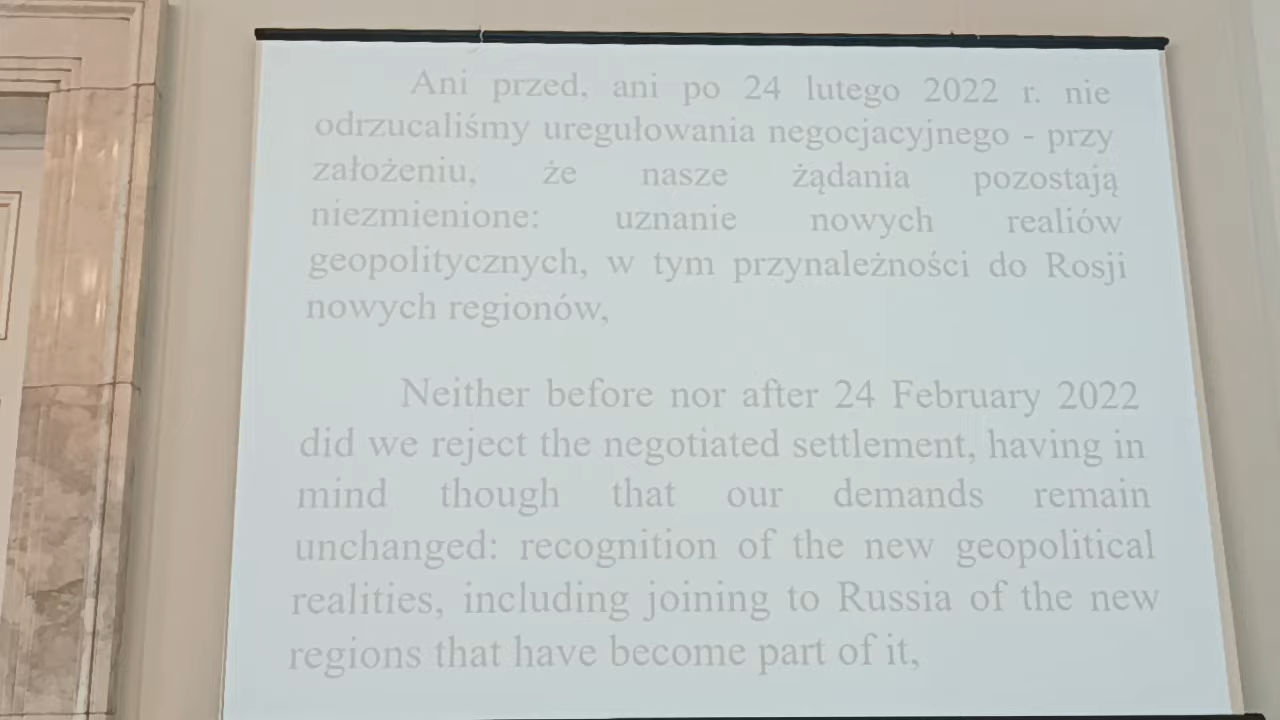 Ani przed, ani po 24 lutego 2022 r. nie
odrzucaliśmy uregułowania negocjacyjnego - przy
założeniu, że nasze żądania pozostają
niezmienione: uznanie nowych realiów
geopolitycznych, w tym przynależności do Rosji
nowych regionów,
Neither before nor after 24 February 2022
did we reject the negotiated settlement, having in
mind though that our demands remain
unchanged: recognition of the new geopolitical
realities, including joining to Russia of the new
regions that have become part of it,